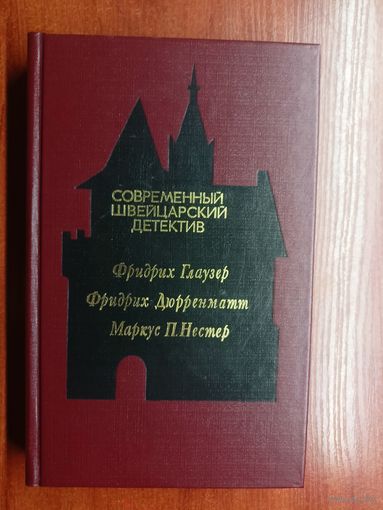 СОВРЕМЕННЫЙ
ШВЕЙЦАРСКИЙ
ДЕТЕКТИВ
Фридрих Глаузер
Фридрих Дюрренматт
Маркус П. Нестер